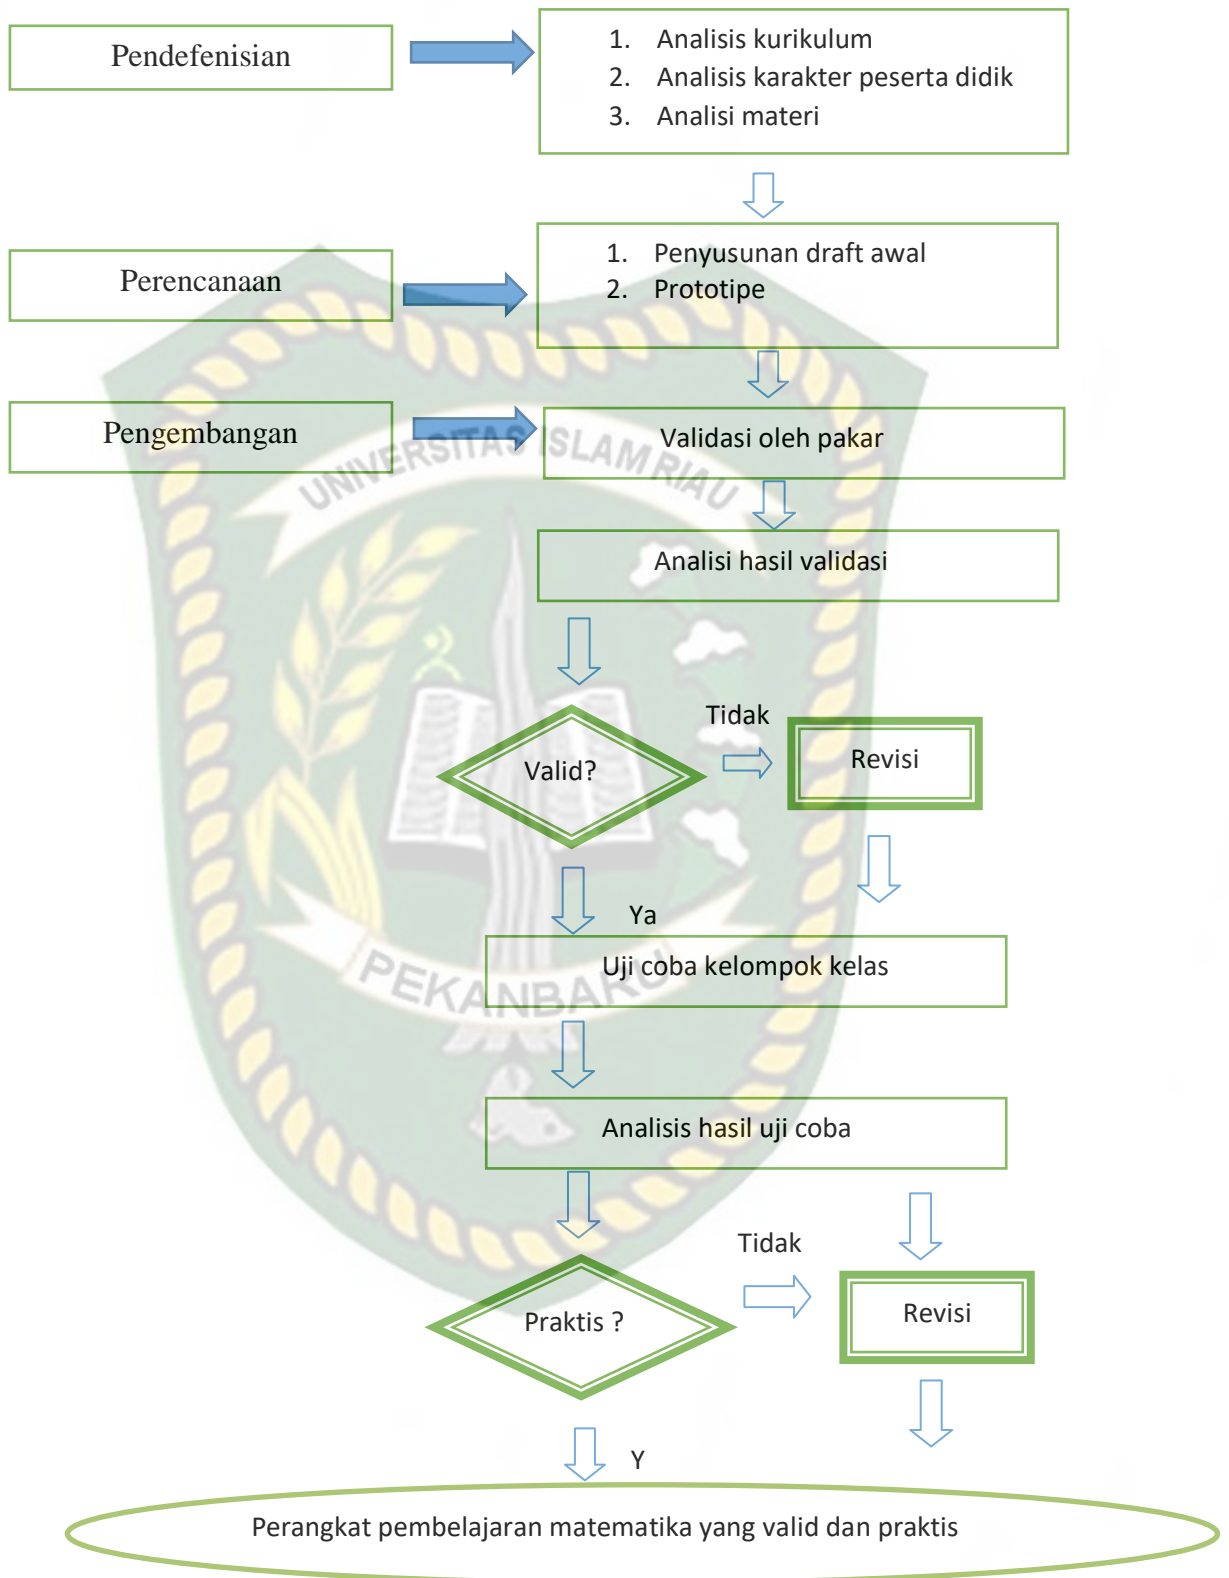 Pendefenisian
1. Analisis kurikulum
2. Analisis karakter peserta didik
3. Analisi materi
Perencanaan
1. Penyusunan draft awal
2. Prototipe
Pengembangan
Validasi oleh pakar
UNIVERSITAS ISLAM RIAU
Analisi hasil validasi
Tidak
Valid?
Revisi
Ya
Uji coba kelompok kelas
PEKANBARU
Analisis hasil uji coba
Tidak
Praktis ?
Revisi
Y
Perangkat pembelajaran matematika yang valid dan praktis